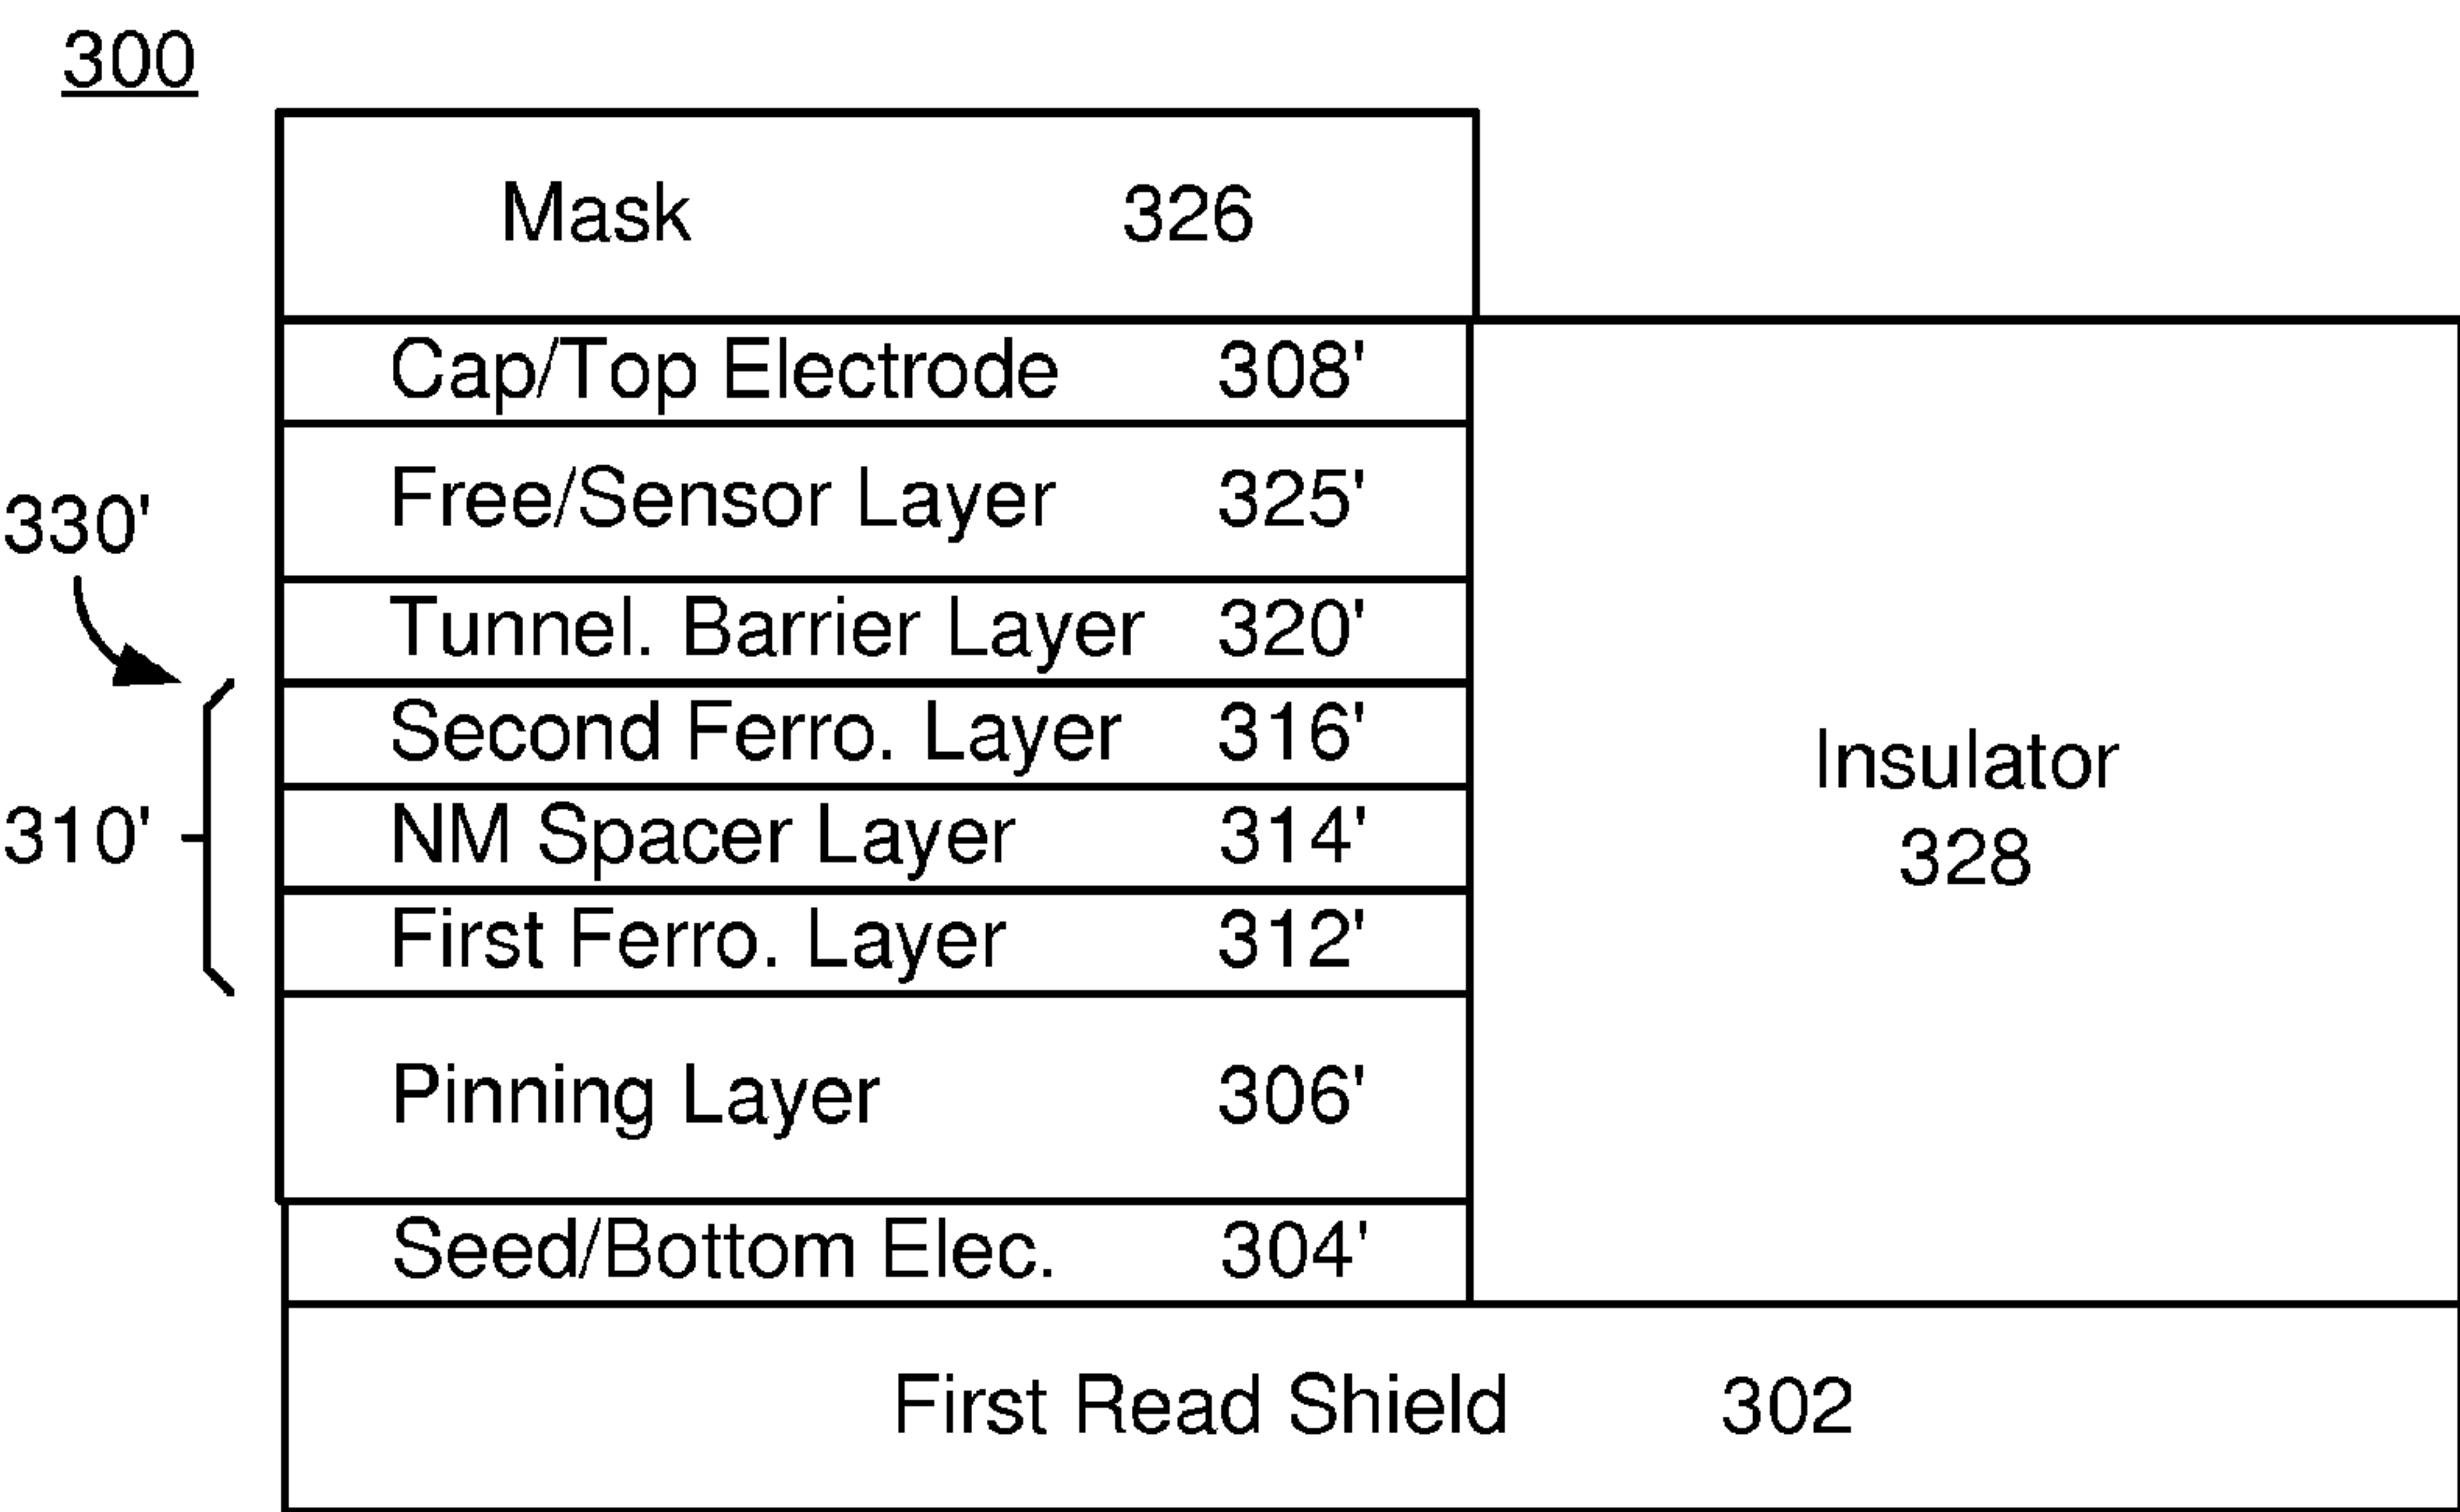 300
Mask 326
Cap/Top Electrode 308'
Free/Sensor Layer 325'
330'
Tunnel. Barrier Layer 320'
Second Ferro. Layer 316'
310'
NM Spacer Layer 314'
First Ferro. Layer 312'
Pinning Layer 306'
Seed/Bottom Elec. 304'
Insulator
328
First Read Shield 302